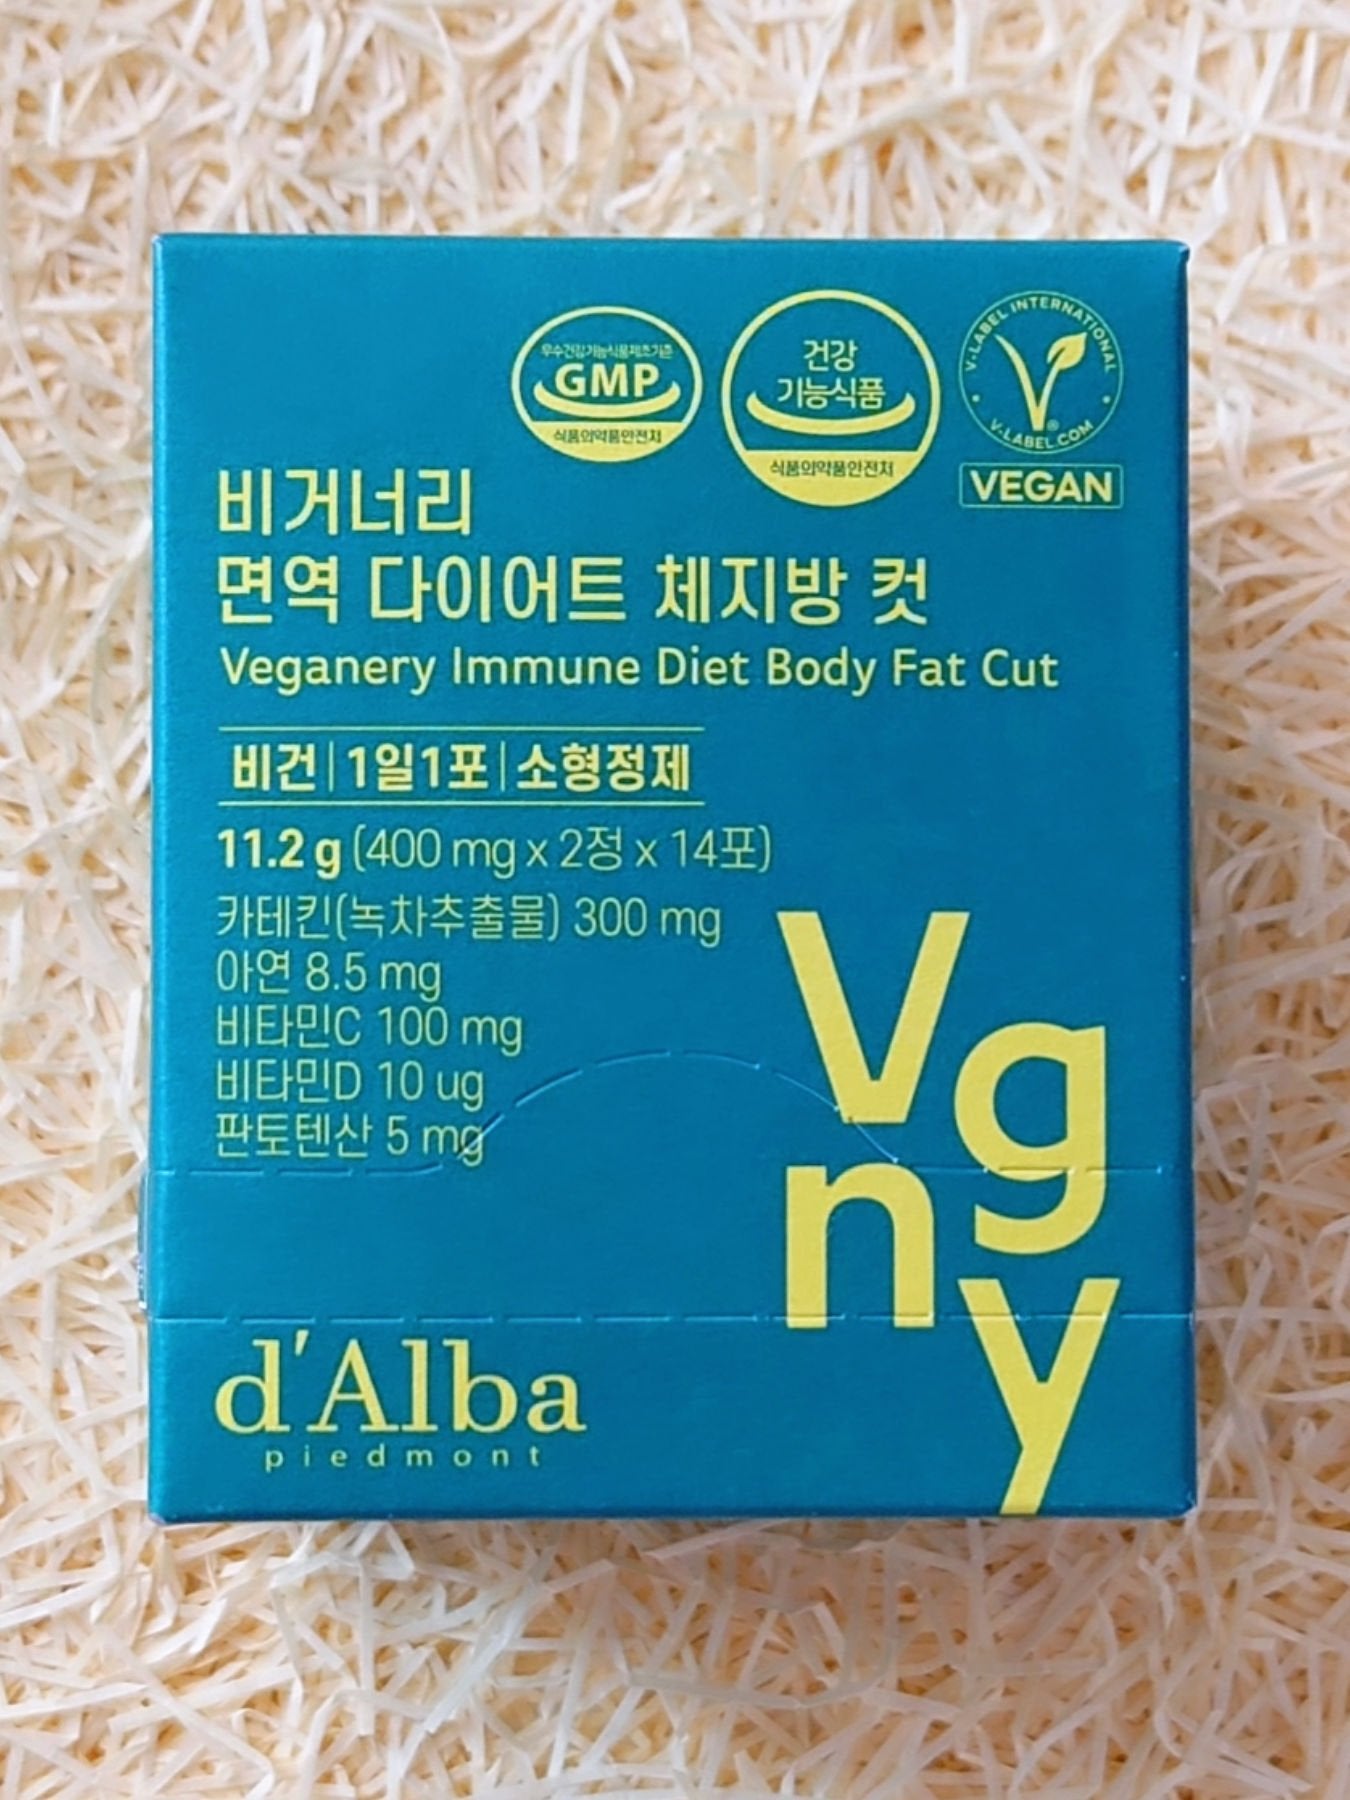 우수건강기능식품제조기준
GMP
식품의약품안전처
건강
기능식품
식품의약품안전처
V-LABEL INTERNATIONAL
V-LABEL.COM
VEGAN
비거너리
면역 다이어트 체지방 컷
Veganery Immune Diet Body Fat Cut
비건|1일1포|소형정제
11.2 g (400 mg x 2정 x 14포)
카테킨(녹차추출물) 300 mg
아연 8.5 mg
비타민C 100 mg
비타민D 10 ug
판토텐산 5 mg
Vg
ny
d'Alba
piedmont